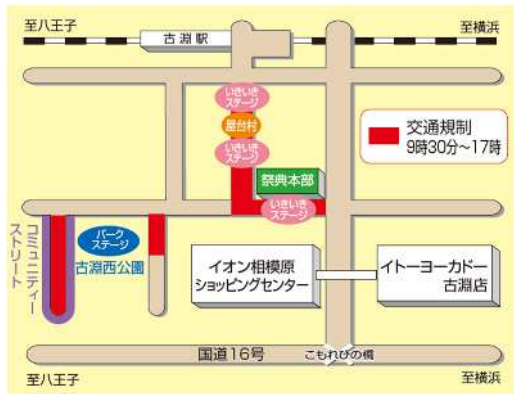 至八王子
至横浜
古淵駅
いきいき
ステージ
屋台村
いきいき
ステージ
交通規制
9時30分〜17時
祭典本部
いきいき
ステージ
コミュニティー
ストリート
パーク
ステージ
古淵西公園
イオン相模原
ショッピングセンター
イトーヨーカドー
古淵店
国道16号
こもれびの橋
至八王子
至横浜